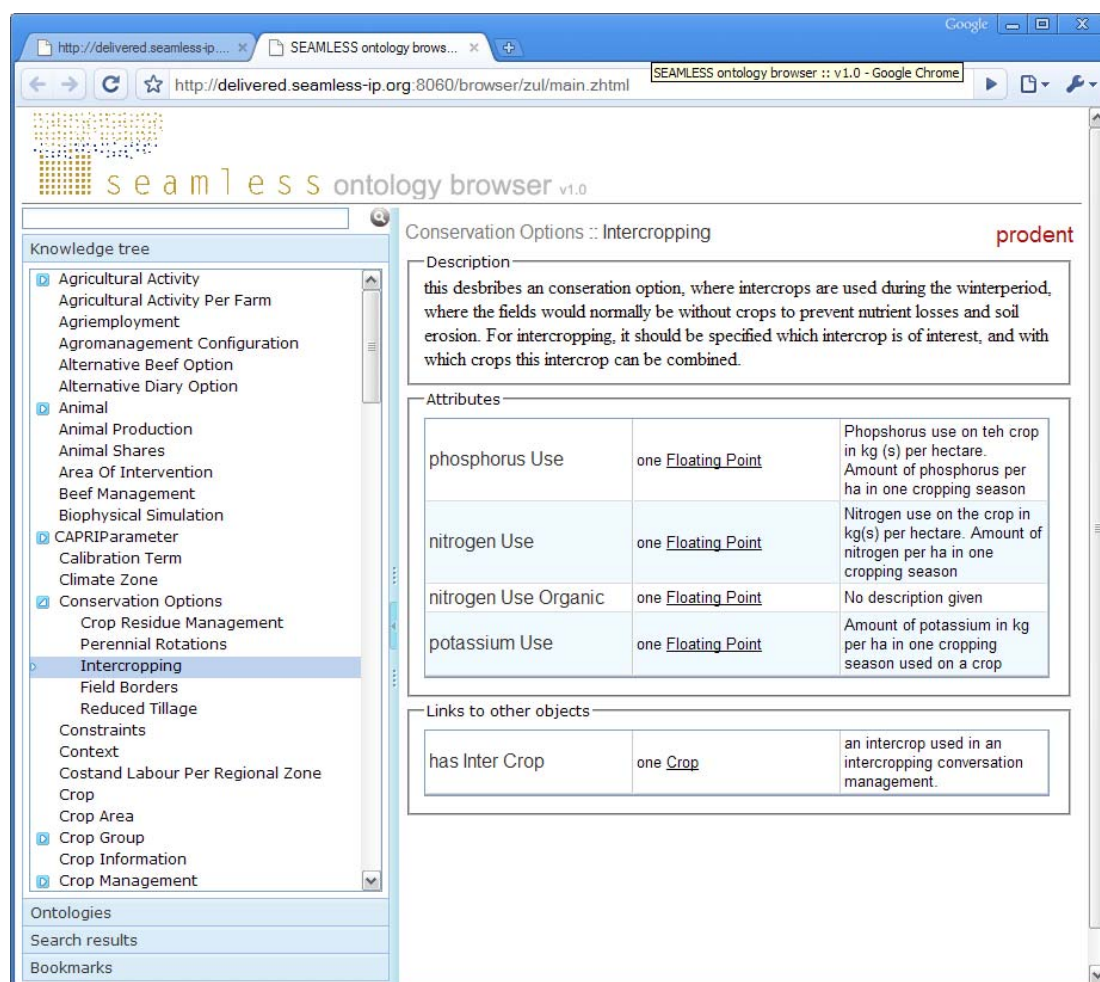 Google
http://delivered.seamless-ip....
SEAMLESS ontology brows...
SEAMLESS ontology browser :: v1.0 - Google Chrome
http://delivered.seamless-ip.org:8060/browser/zul/main.zhtml
seamless ontology browser v1.0
Knowledge tree
Agricultural Activity
Agricultural Activity Per Farm
Agriemployment
Agromanagement Configuration
Alternative Beef Option
Alternative Diary Option
Animal
Animal Production
Animal Shares
Area Of Intervention
Beef Management
Biophysical Simulation
CAPRIParameter
Calibration Term
Climate Zone
Conservation Options
Crop Residue Management
Perennial Rotations
Intercropping
Field Borders
Reduced Tillage
Constraints
Context
Costand Labour Per Regional Zone
Crop
Crop Area
Crop Group
Crop Information
Crop Management
Ontologies
Search results
Bookmarks
Conservation Options :: Intercropping
prodent
Description
this desbribes an conseration option, where intercrops are used during the winterperiod,
where the fields would normally be without crops to prevent nutrient losses and soil
erosion. For intercropping, it should be specified which intercrop is of interest, and with
which crops this intercrop can be combined.
Attributes
phosphorus Use
one Floating Point
Phopshorus use on teh crop
in kg (s) per hectare.
Amount of phosphorus per
ha in one cropping season
nitrogen Use
one Floating Point
Nitrogen use on the crop in
kg(s) per hectare. Amount of
nitrogen per ha in one
cropping season
nitrogen Use Organic
one Floating Point
No description given
potassium Use
one Floating Point
Amount of potassium in kg
per ha in one cropping
season used on a crop
Links to other objects
has Inter Crop
one Crop
an intercrop used in an
intercropping conversation
management.